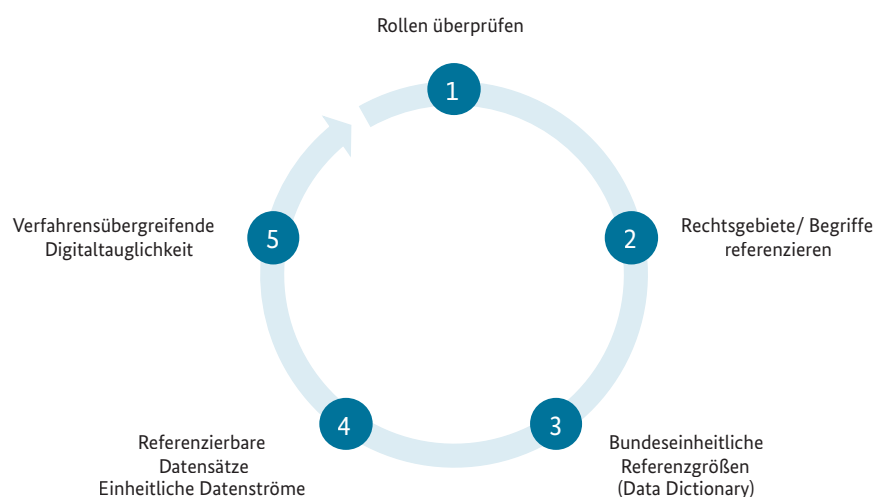 Rollen überprüfen
1
2
Rechtsgebiete/ Begriffe
referenzieren
3
Bundeseinheitliche
Referenzgrößen
(Data Dictionary)
4
Referenzierbare
Datensätze
Einheitliche Datenströme
5
Verfahrensübergreifende
Digitaltauglichkeit